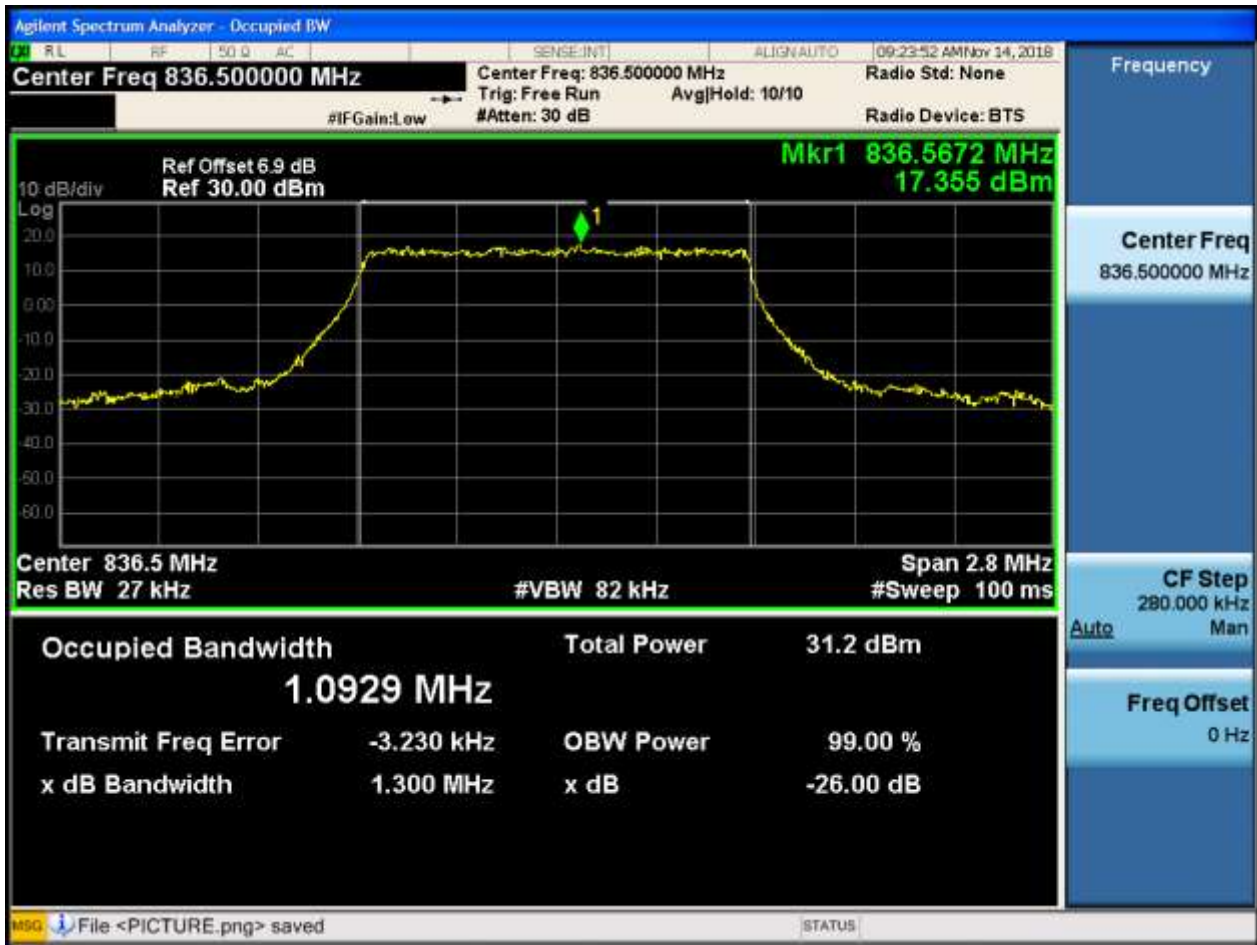 Agilent Spectrum Analyzer - Occupied BW
RL RF 50 Ω AC SENSE:INT ALIGN AUTO 09:23:52 AM Nov 14, 2018
Center Freq 836.500000 MHz
Center Freq: 836.500000 MHz
Radio Std: None
Trig: Free Run Avg|Hold: 10/10
#IFGain:Low
#Atten: 30 dB
Radio Device: BTS
Ref Offset 6.9 dB
10 dB/div Ref 30.00 dBm
Mkr1 836.5672 MHz
17.355 dBm
Log
20.0
10.0
0.00
-10.0
-20.0
-30.0
-40.0
-50.0
-60.0
1
Center 836.5 MHz
Span 2.8 MHz
Res BW 27 kHz
#VBW 82 kHz
#Sweep 100 ms
Occupied Bandwidth
1.0929 MHz
Total Power 31.2 dBm
Transmit Freq Error -3.230 kHz
OBW Power 99.00 %
x dB Bandwidth 1.300 MHz
x dB -26.00 dB
Frequency
Center Freq
836.500000 MHz
CF Step
280.000 kHz
Auto Man
Freq Offset
0 Hz
MSG File <PICTURE.png> saved
STATUS